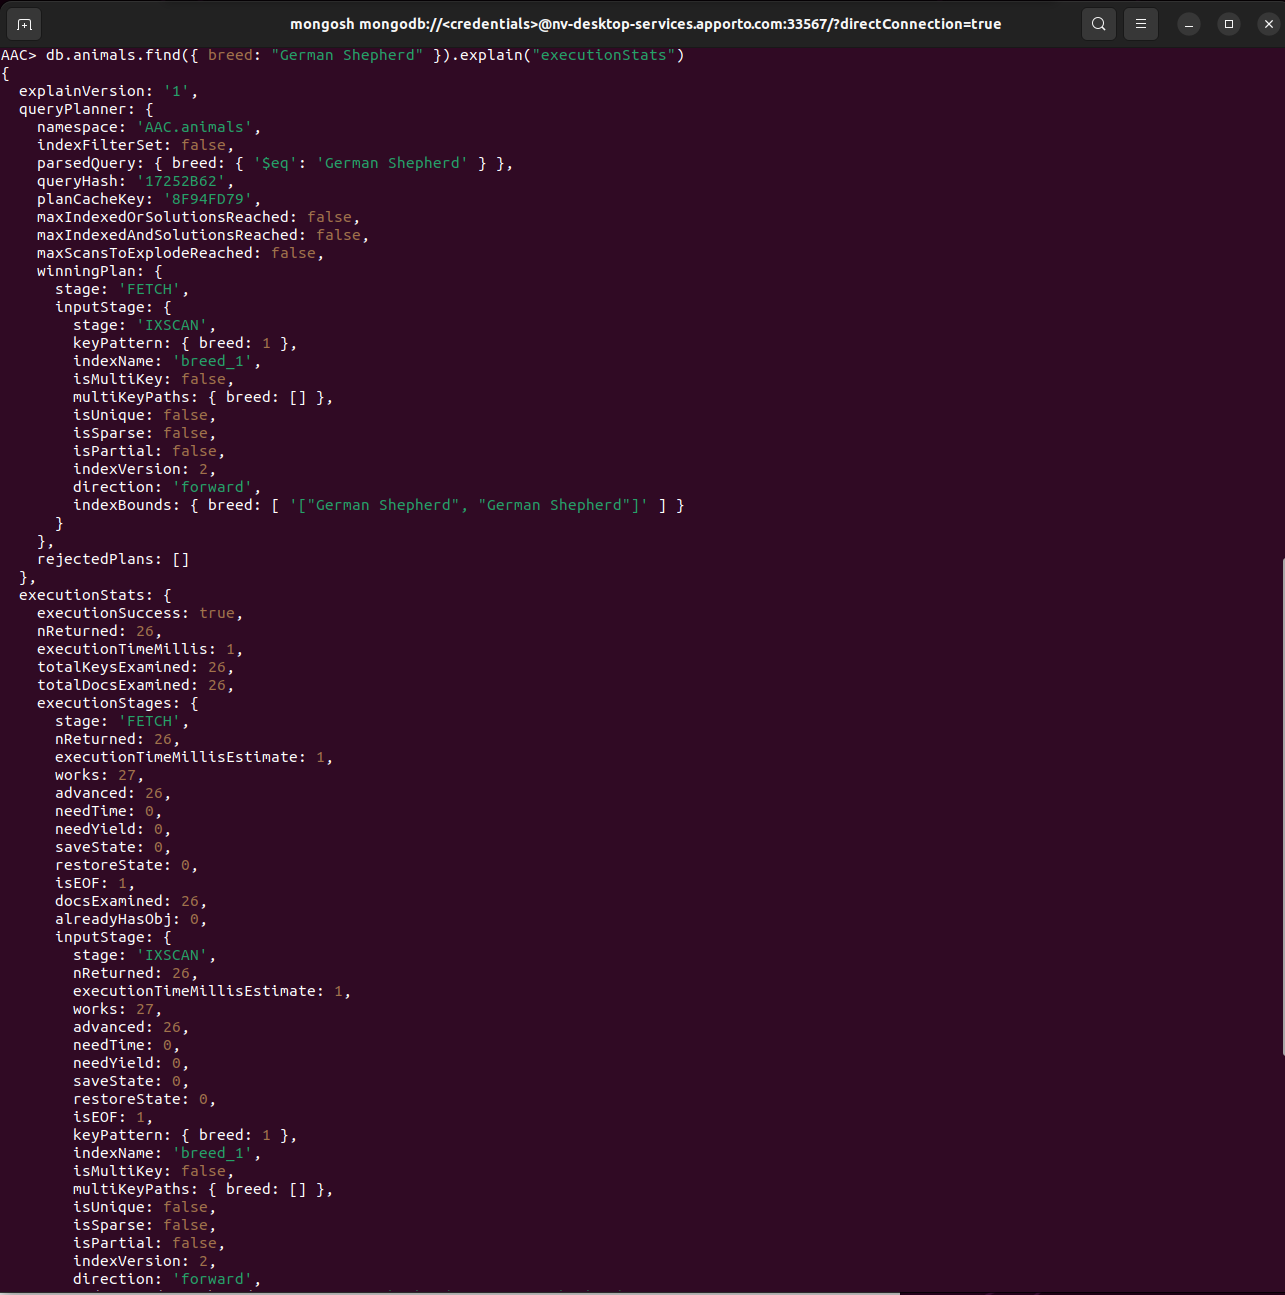 mongosh mongodb://<credentials>@nv-desktop-services.apporto.com:33567/?directConnection=true
AAC> db.animals.find({ breed: "German Shepherd" }).explain("executionStats")
{
  explainVersion: '1',
  queryPlanner: {
    namespace: 'AAC.animals',
    indexFilterSet: false,
    parsedQuery: { breed: { '$eq': 'German Shepherd' } },
    queryHash: '17252B62',
    planCacheKey: '8F94FD79',
    maxIndexedOrSolutionsReached: false,
    maxIndexedAndSolutionsReached: false,
    maxScansToExplodeReached: false,
    winningPlan: {
      stage: 'FETCH',
      inputStage: {
        stage: 'IXSCAN',
        keyPattern: { breed: 1 },
        indexName: 'breed_1',
        isMultiKey: false,
        multiKeyPaths: { breed: [] },
        isUnique: false,
        isSparse: false,
        isPartial: false,
        indexVersion: 2,
        direction: 'forward',
        indexBounds: { breed: [ '["German Shepherd", "German Shepherd"]' ] }
      }
    },
    rejectedPlans: []
  },
  executionStats: {
    executionSuccess: true,
    nReturned: 26,
    executionTimeMillis: 1,
    totalKeysExamined: 26,
    totalDocsExamined: 26,
    executionStages: {
      stage: 'FETCH',
      nReturned: 26,
      executionTimeMillisEstimate: 1,
      works: 27,
      advanced: 26,
      needTime: 0,
      needYield: 0,
      saveState: 0,
      restoreState: 0,
      isEOF: 1,
      docsExamined: 26,
      alreadyHasObj: 0,
      inputStage: {
        stage: 'IXSCAN',
        nReturned: 26,
        executionTimeMillisEstimate: 1,
        works: 27,
        advanced: 26,
        needTime: 0,
        needYield: 0,
        saveState: 0,
        restoreState: 0,
        isEOF: 1,
        keyPattern: { breed: 1 },
        indexName: 'breed_1',
        isMultiKey: false,
        multiKeyPaths: { breed: [] },
        isUnique: false,
        isSparse: false,
        isPartial: false,
        indexVersion: 2,
        direction: 'forward',